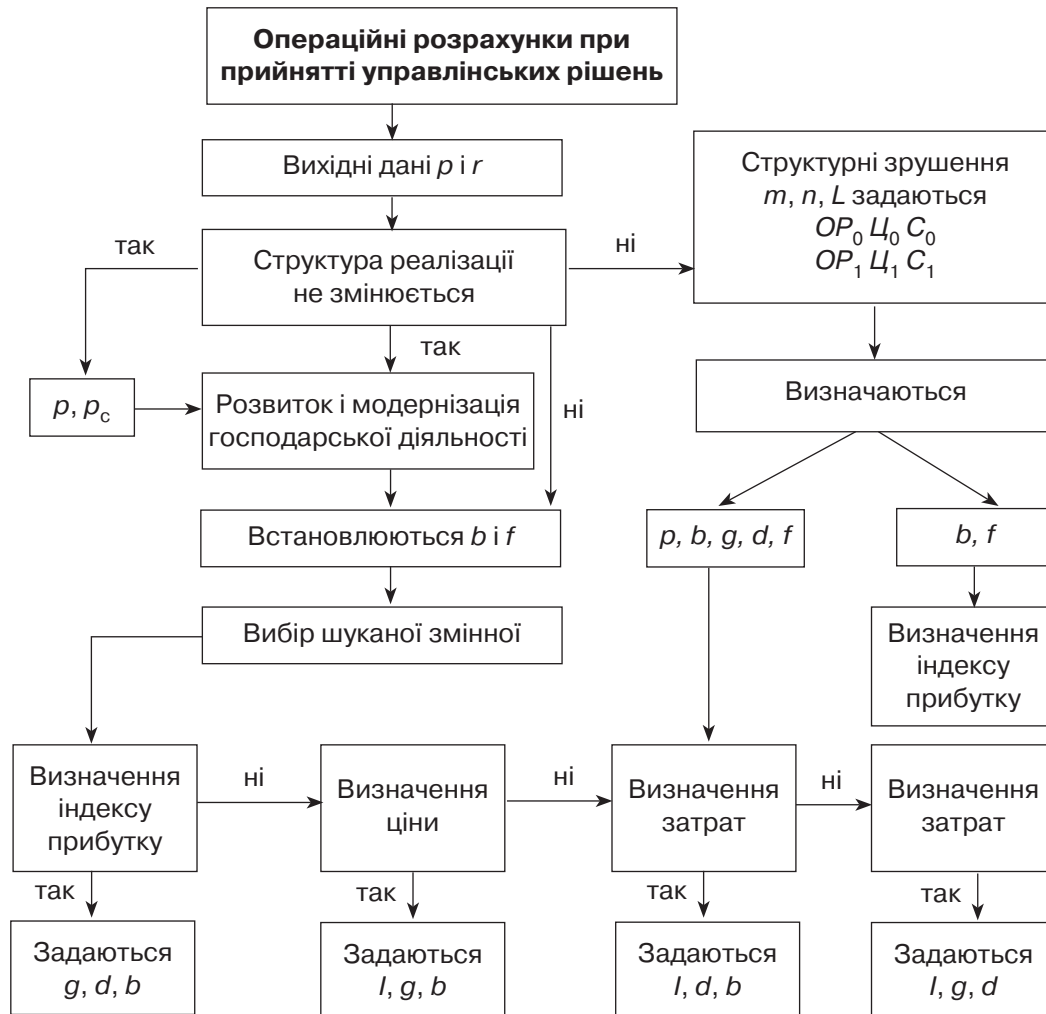 Операційні розрахунки при
прийнятті управлінських рішень
Вихідні дані p і r
Структурні зрушення
m, n, L задаються
OP₀ Ц₀ C₀
OP₁ Ц₁ C₁
так
Структура реалізації
не змінюється
ні
так
ні
p, p_c
Розвиток і модернізація
господарської діяльності
Визначаються
Встановлюються b і f
p, b, g, d, f
b, f
Вибір шуканої змінної
Визначення
індексу
прибутку
Визначення
індексу
прибутку
ні
Визначення
ціни
ні
Визначення
затрат
ні
Визначення
затрат
так
так
так
так
Задаються
g, d, b
Задаються
I, g, b
Задаються
I, d, b
Задаються
I, g, d